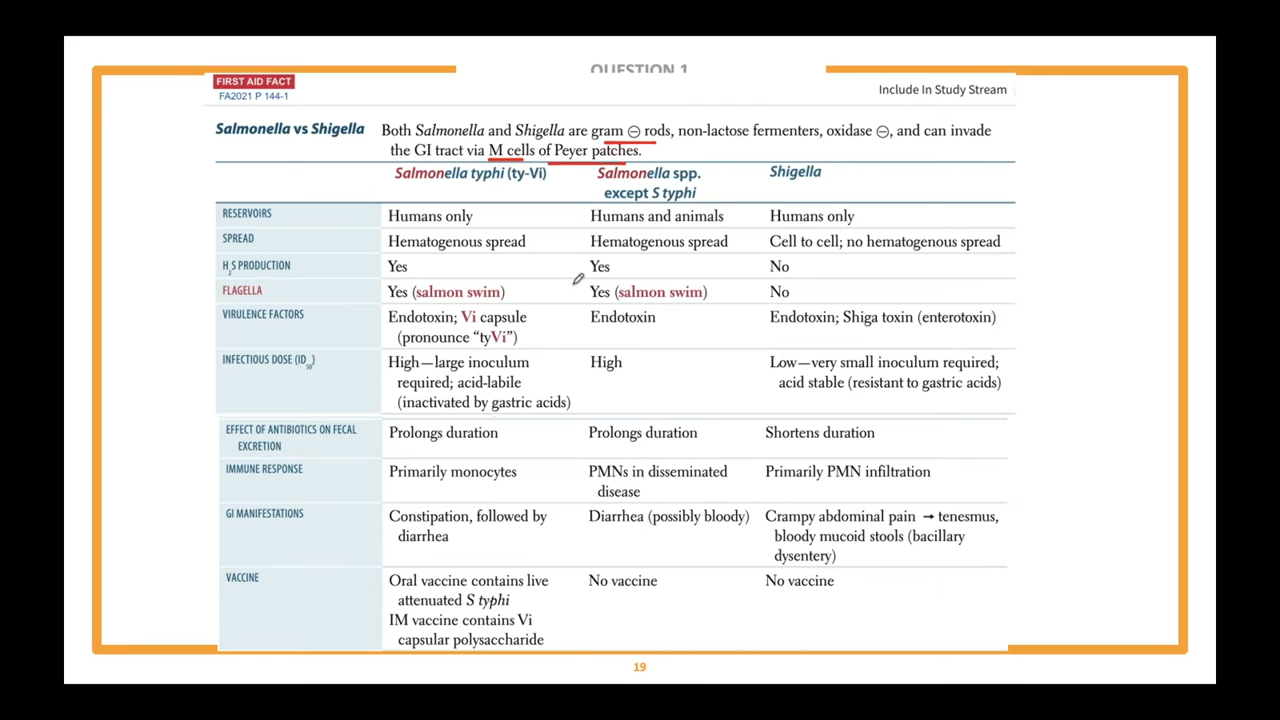 QUESTION 1
FIRST AID FACT
FA2021 P 144-1
Include In Study Stream
Salmonella vs Shigella
Both Salmonella and Shigella are gram ⊖ rods, non-lactose fermenters, oxidase ⊖, and can invade
the GI tract via M cells of Peyer patches.
Salmonella typhi (ty-Vi)
Salmonella spp.
except S typhi
Shigella
RESERVOIRS
Humans only
Humans and animals
Humans only
SPREAD
Hematogenous spread
Hematogenous spread
Cell to cell; no hematogenous spread
H2S PRODUCTION
Yes
Yes
No
FLAGELLA
Yes (salmon swim)
Yes (salmon swim)
No
VIRULENCE FACTORS
Endotoxin; Vi capsule
(pronounce “tyVi”)
Endotoxin
Endotoxin; Shiga toxin (enterotoxin)
INFECTIOUS DOSE (ID50)
High—large inoculum
required; acid-labile
(inactivated by gastric acids)
High
Low—very small inoculum required;
acid stable (resistant to gastric acids)
EFFECT OF ANTIBIOTICS ON FECAL
EXCRETION
Prolongs duration
Prolongs duration
Shortens duration
IMMUNE RESPONSE
Primarily monocytes
PMNs in disseminated
disease
Primarily PMN infiltration
GI MANIFESTATIONS
Constipation, followed by
diarrhea
Diarrhea (possibly bloody)
Crampy abdominal pain → tenesmus,
bloody mucoid stools (bacillary
dysentery)
VACCINE
Oral vaccine contains live
attenuated S typhi
IM vaccine contains Vi
capsular polysaccharide
No vaccine
No vaccine
19